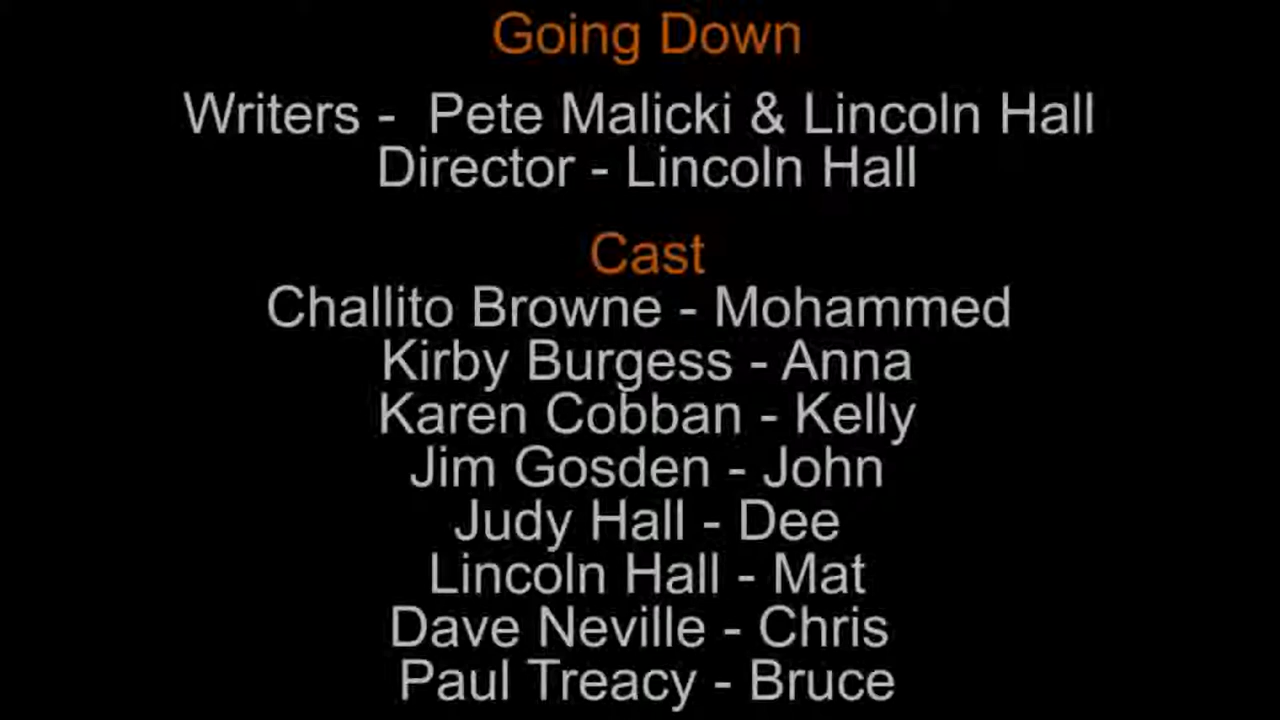 Going Down
Writers -  Pete Malicki & Lincoln Hall
Director - Lincoln Hall
Cast
Challito Browne - Mohammed
Kirby Burgess - Anna
Karen Cobban - Kelly
Jim Gosden - John
Judy Hall - Dee
Lincoln Hall - Mat
Dave Neville - Chris
Paul Treacy - Bruce